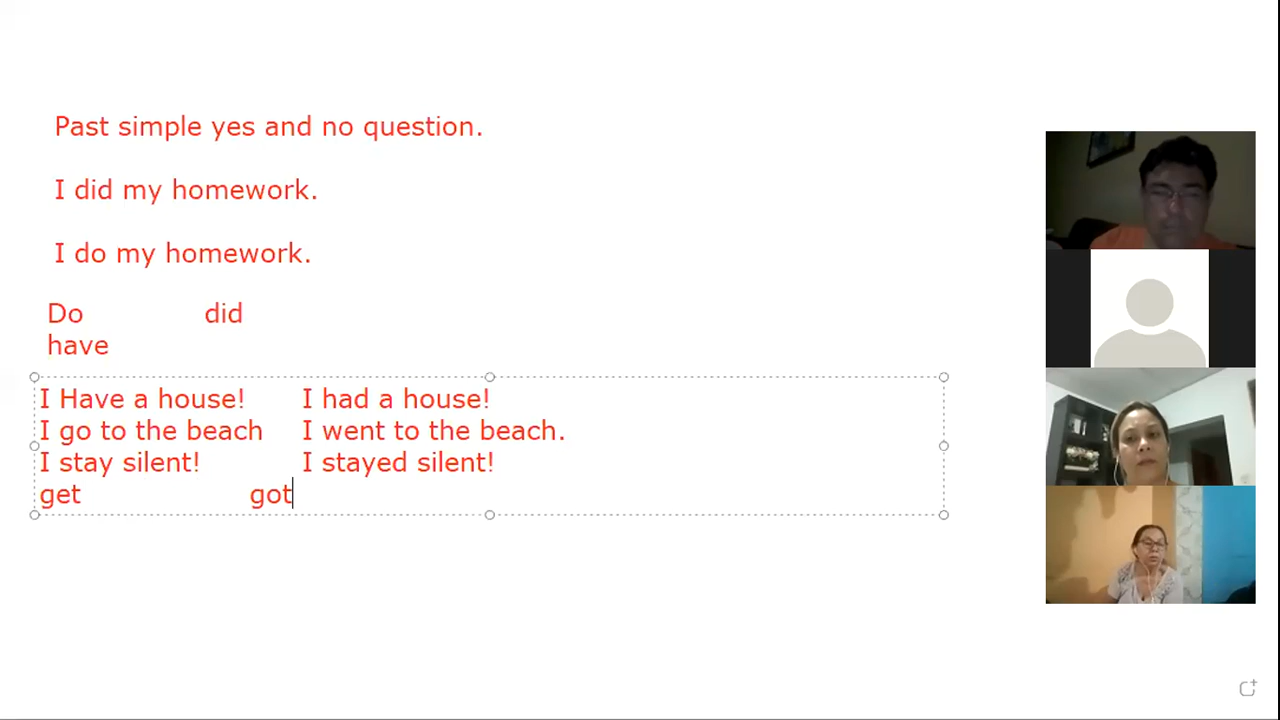 Past simple yes and no question.
I did my homework.
I do my homework.
Do did
have
I Have a house! I had a house!
I go to the beach I went to the beach.
I stay silent! I stayed silent!
get got